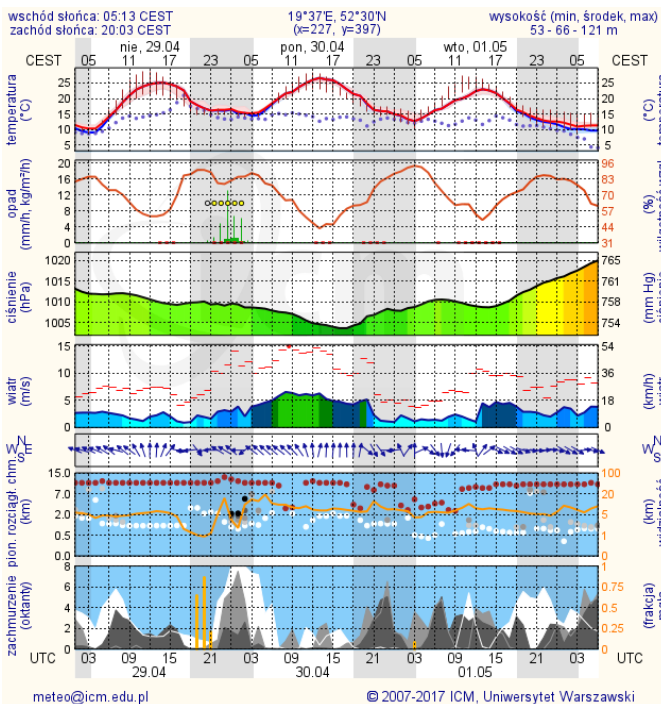 wschód słońca: 05:13 CEST 19°37'E, 52°30'N wysokość (min, środek, max)
zachód słońca: 20:03 CEST (x=227, y=397) 53 - 66 - 121 m
nie, 29.04 pon, 30.04 wto, 01.05
CEST 05 11 17 23 05 11 17 23 05 11 17 23 05 CEST
temperatura
(°C)
25 20 15 10 5
25 20 15 10 5
(°C)
opad
(mm/h, kg/m²/h)
20 16 12 8 4 0
96 83 70 57 44 31
(%)
ciśnienie
(hPa)
1020 1015 1010 1005
765 761 758 754
(mm Hg)
wiatr
(m/s)
15 10 5 0
54 36 18 0
(km/h)
N
W E
S
N
W E
S
pion. rozciągł. chm.
(km)
15.0 7.0 2.0 0.5 0.0
100 20 5 1 0
(km)
zachmurzenie
(oktanty)
8 6 4 2 0
1 0.75 0.5 0.25 0
(frakcja)
UTC 03 09 15 21 03 09 15 21 03 09 15 21 03 UTC
29.04 30.04 01.05
meteo@icm.edu.pl © 2007-2017 ICM, Uniwersytet Warszawski